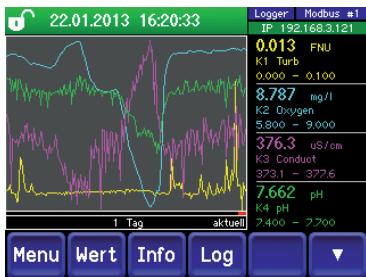 22.01.2013 16:20:33
Logger Modbus #1
IP 192.168.3.121
0.013 FNU
K1 Turb
0.000 - 0.100
8.787 mg/l
K2 Oxygen
5.800 - 9.000
376.3 uS/cm
K3 Conduct
373.1 - 377.6
7.662 pH
K4 pH
7.400 - 7.700
1 Tag aktuell
Menu Wert Info Log ▼